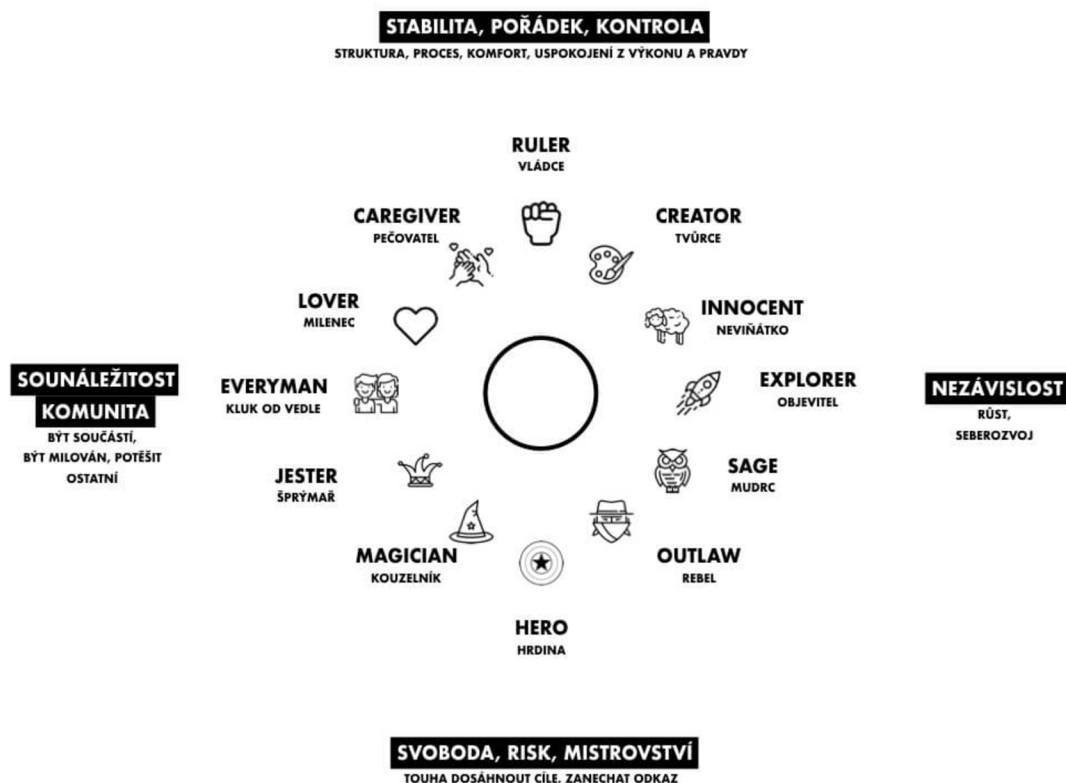 STABILITA, POŘÁDEK, KONTROLA
STRUKTURA, PROCES, KOMFORT, USPOKOJENÍ Z VÝKONU A PRAVDY
RULER
VLÁDCE
CAREGIVER
PEČOVATEL
CREATOR
TVŮRCE
LOVER
MILENEC
INNOCENT
NEVIŇÁTKO
SOUNÁLEŽITOST
KOMUNITA
BÝT SOUČÁSTÍ,
BÝT MILOVÁN, POTĚŠIT
OSTATNÍ
EVERYMAN
KLUK OD VEDLE
EXPLORER
OBJEVITEL
NEZÁVISLOST
RŮST,
SEBEROZVOJ
JESTER
ŠPRÝMAŘ
SAGE
MUDRC
MAGICIAN
KOUZELNÍK
OUTLAW
REBEL
HERO
HRDINA
SVOBODA, RISK, MISTROVSTVÍ
TOUHA DOSÁHNOUT CÍLE, ZANECHAT ODKAZ